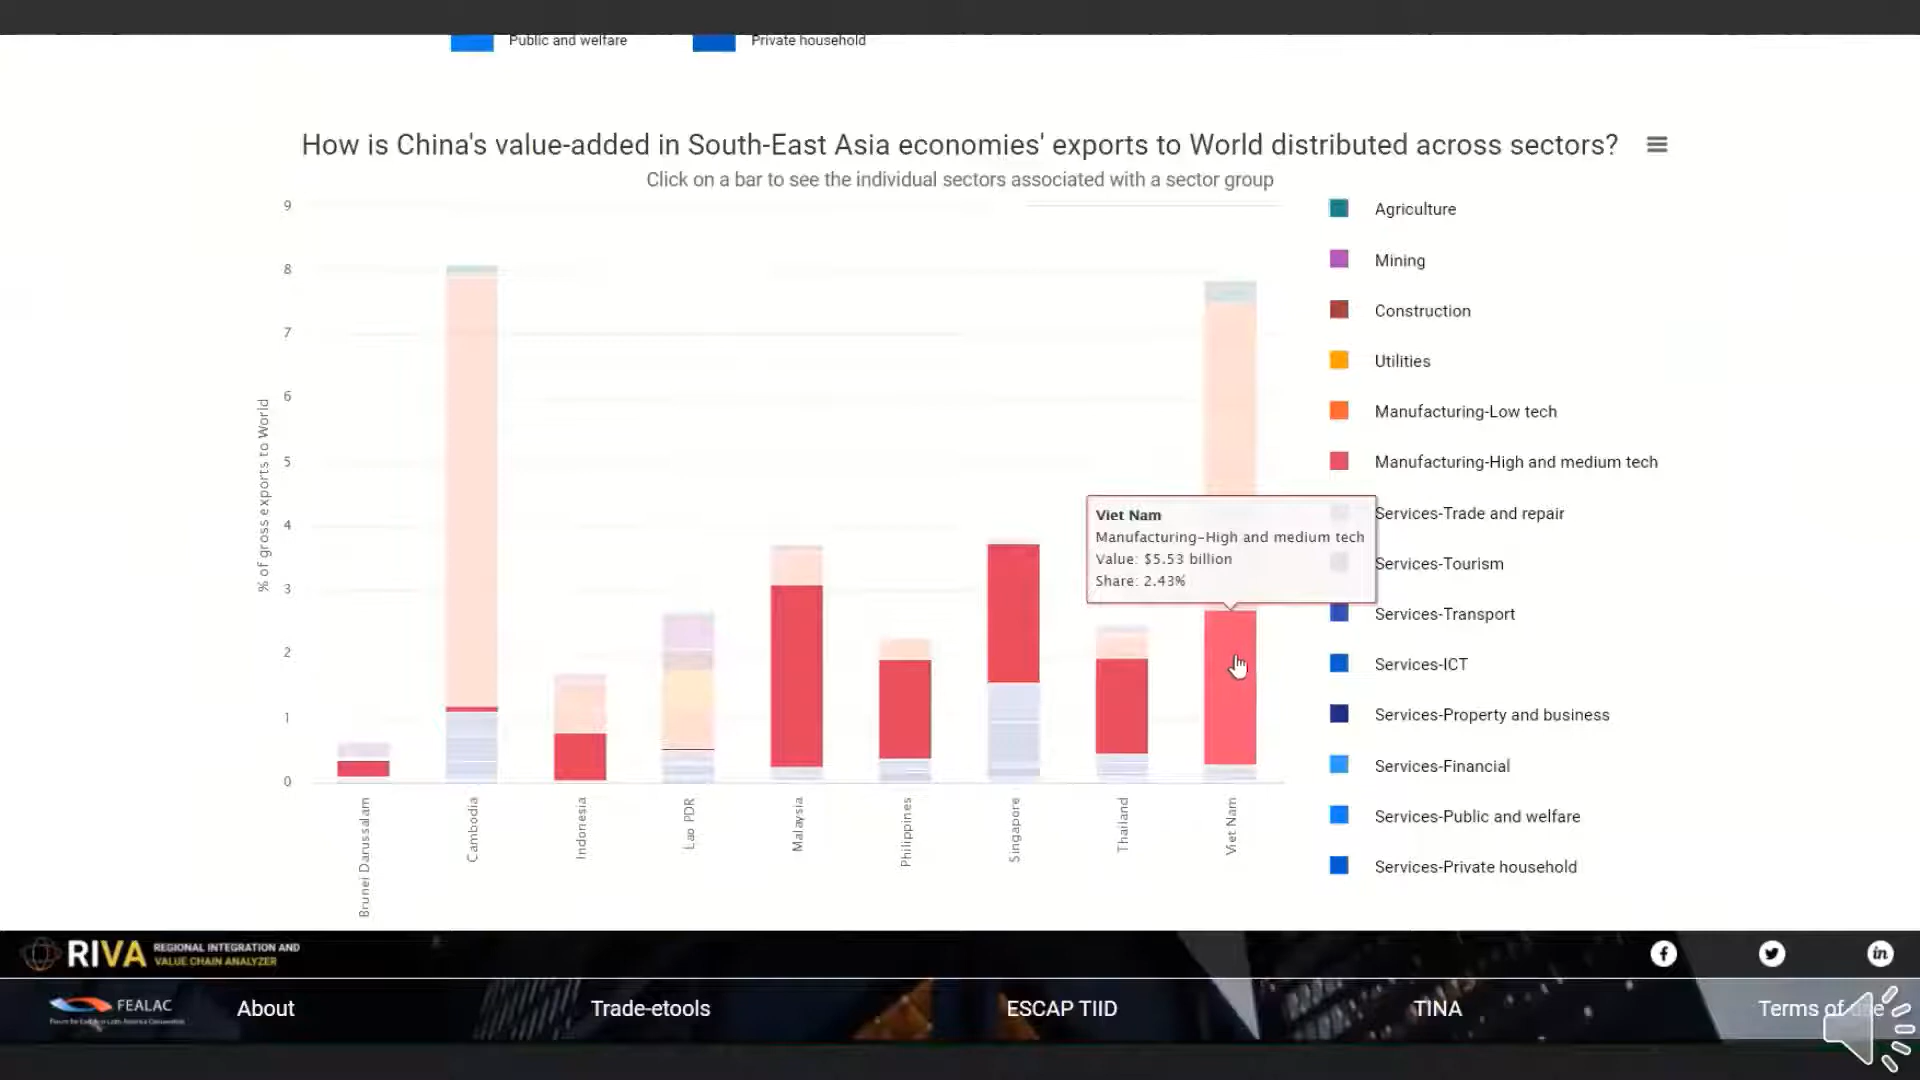 Public and welfare
Private household
How is China's value-added in South-East Asia economies' exports to World distributed across sectors?
Click on a bar to see the individual sectors associated with a sector group
% of gross exports to World
9
8
7
6
5
4
3
2
1
0
Brunei Darussalam
Cambodia
Indonesia
Lao PDR
Malaysia
Philippines
Singapore
Thailand
Viet Nam
Viet Nam
Manufacturing-High and medium tech
Value: $5.53 billion
Share: 2.43%
Agriculture
Mining
Construction
Utilities
Manufacturing-Low tech
Manufacturing-High and medium tech
Services-Trade and repair
Services-Tourism
Services-Transport
Services-ICT
Services-Property and business
Services-Financial
Services-Public and welfare
Services-Private household
RIVA
REGIONAL INTEGRATION AND
VALUE CHAIN ANALYZER
FEALAC
About
Trade-etools
ESCAP TIID
TINA
Terms of use